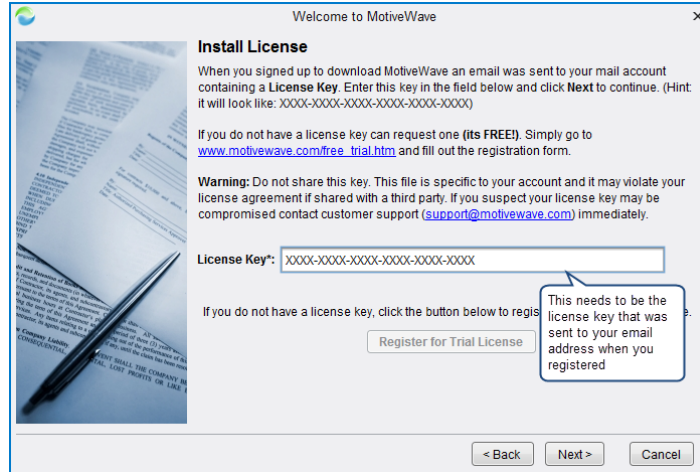 Welcome to MotiveWave
Install License
When you signed up to download MotiveWave an email was sent to your mail account
containing a License Key. Enter this key in the field below and click Next to continue. (Hint:
it will look like: XXXX-XXXX-XXXX-XXXX-XXXX-XXXX)
If you do not have a license key can request one (its FREE!). Simply go to
www.motivewave.com/free_trial.htm and fill out the registration form.
Warning: Do not share this key. This file is specific to your account and it may violate your
license agreement if shared with a third party. If you suspect your license key may be
compromised contact customer support (support@motivewave.com) immediately.
License Key*: XXXX-XXXX-XXXX-XXXX-XXXX-XXXX
If you do not have a license key, click the button below to regis
Register for Trial License
This needs to be the
license key that was
sent to your email
address when you
registered
< Back Next > Cancel